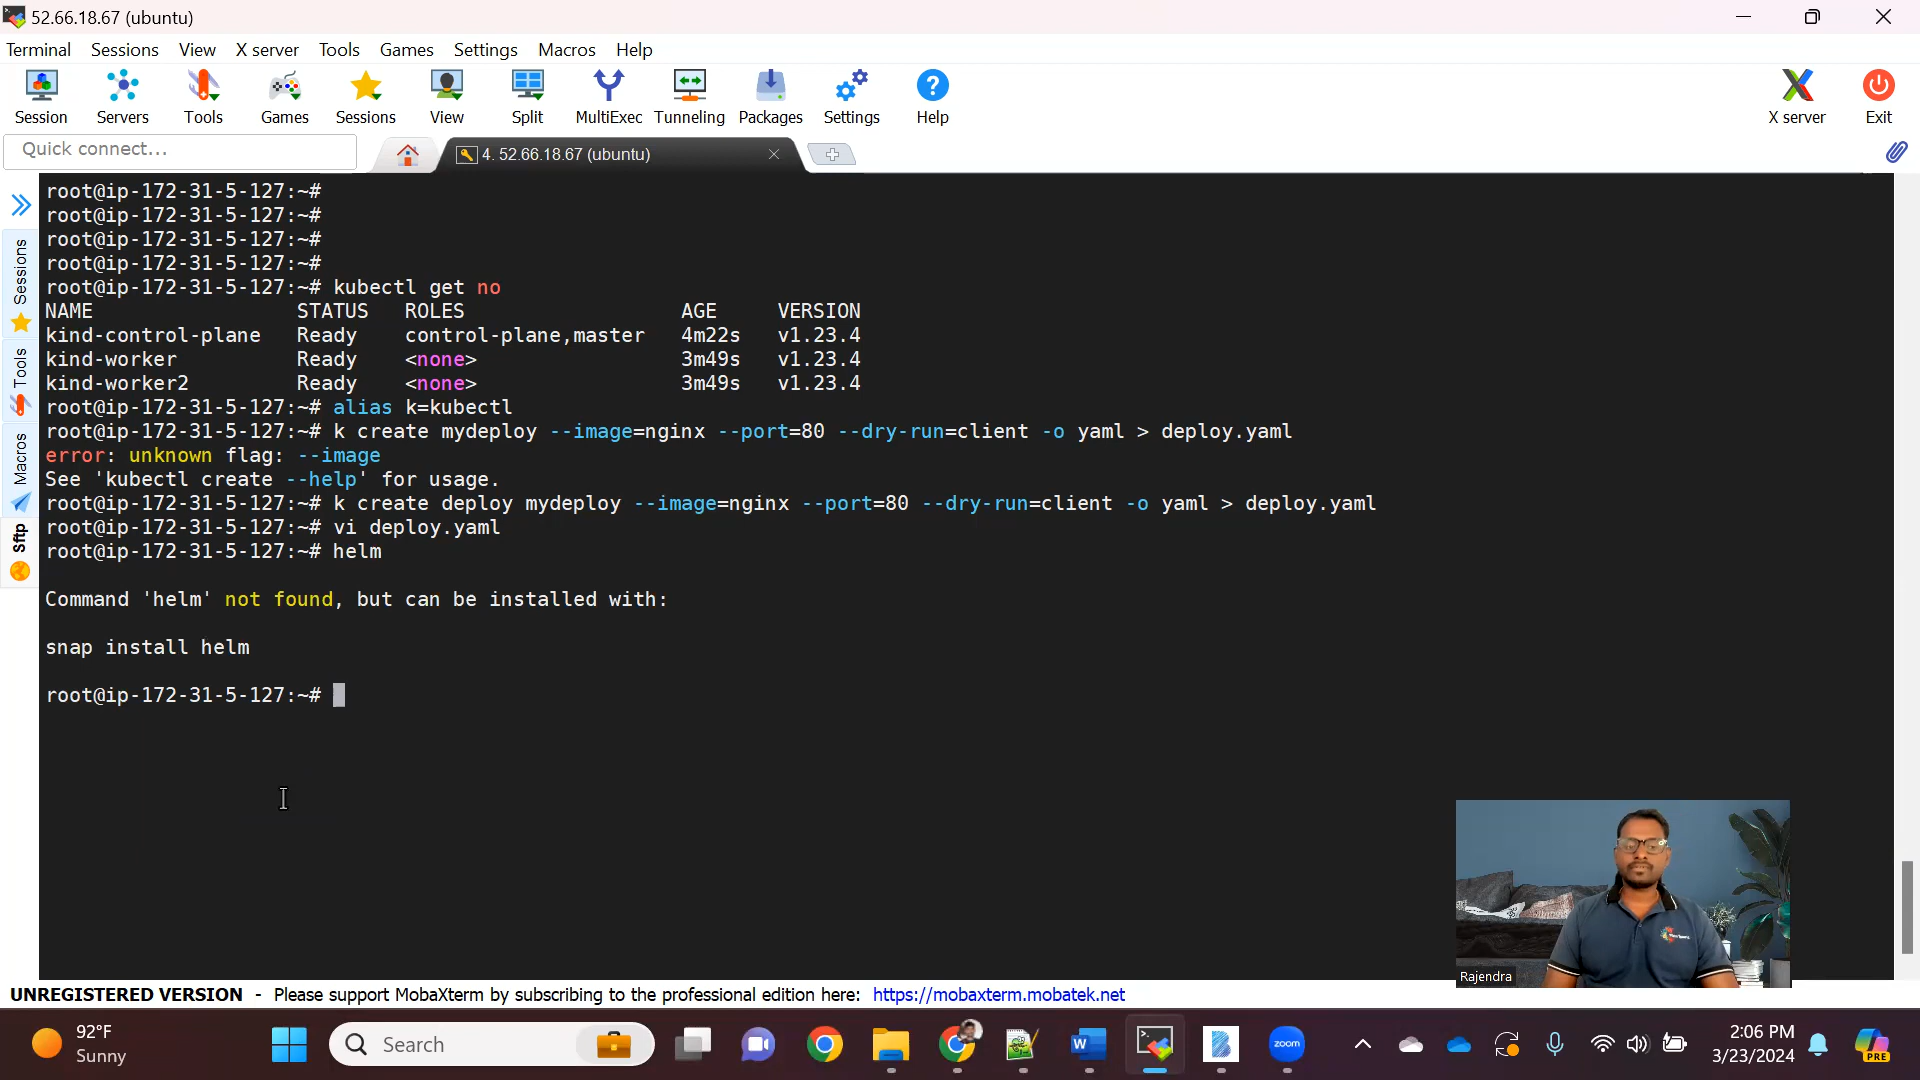 52.66.18.67 (ubuntu)
Terminal Sessions View X server Tools Games Settings Macros Help
Session Servers Tools Games Sessions View Split MultiExec Tunneling Packages Settings Help X server Exit
Quick connect...
4. 52.66.18.67 (ubuntu)
Sessions
Tools
Macros
Sftp
root@ip-172-31-5-127:~#
root@ip-172-31-5-127:~#
root@ip-172-31-5-127:~#
root@ip-172-31-5-127:~#
root@ip-172-31-5-127:~# kubectl get no
NAME STATUS ROLES AGE VERSION
kind-control-plane Ready control-plane,master 4m22s v1.23.4
kind-worker Ready <none> 3m49s v1.23.4
kind-worker2 Ready <none> 3m49s v1.23.4
root@ip-172-31-5-127:~# alias k=kubectl
root@ip-172-31-5-127:~# k create mydeploy --image=nginx --port=80 --dry-run=client -o yaml > deploy.yaml
error: unknown flag: --image
See 'kubectl create --help' for usage.
root@ip-172-31-5-127:~# k create deploy mydeploy --image=nginx --port=80 --dry-run=client -o yaml > deploy.yaml
root@ip-172-31-5-127:~# vi deploy.yaml
root@ip-172-31-5-127:~# helm
Command 'helm' not found, but can be installed with:
snap install helm
root@ip-172-31-5-127:~#
Rajendra
UNREGISTERED VERSION - Please support MobaXterm by subscribing to the professional edition here: https://mobaxterm.mobatek.net
92°F
Sunny
Search
zoom
2:06 PM
3/23/2024
PRE